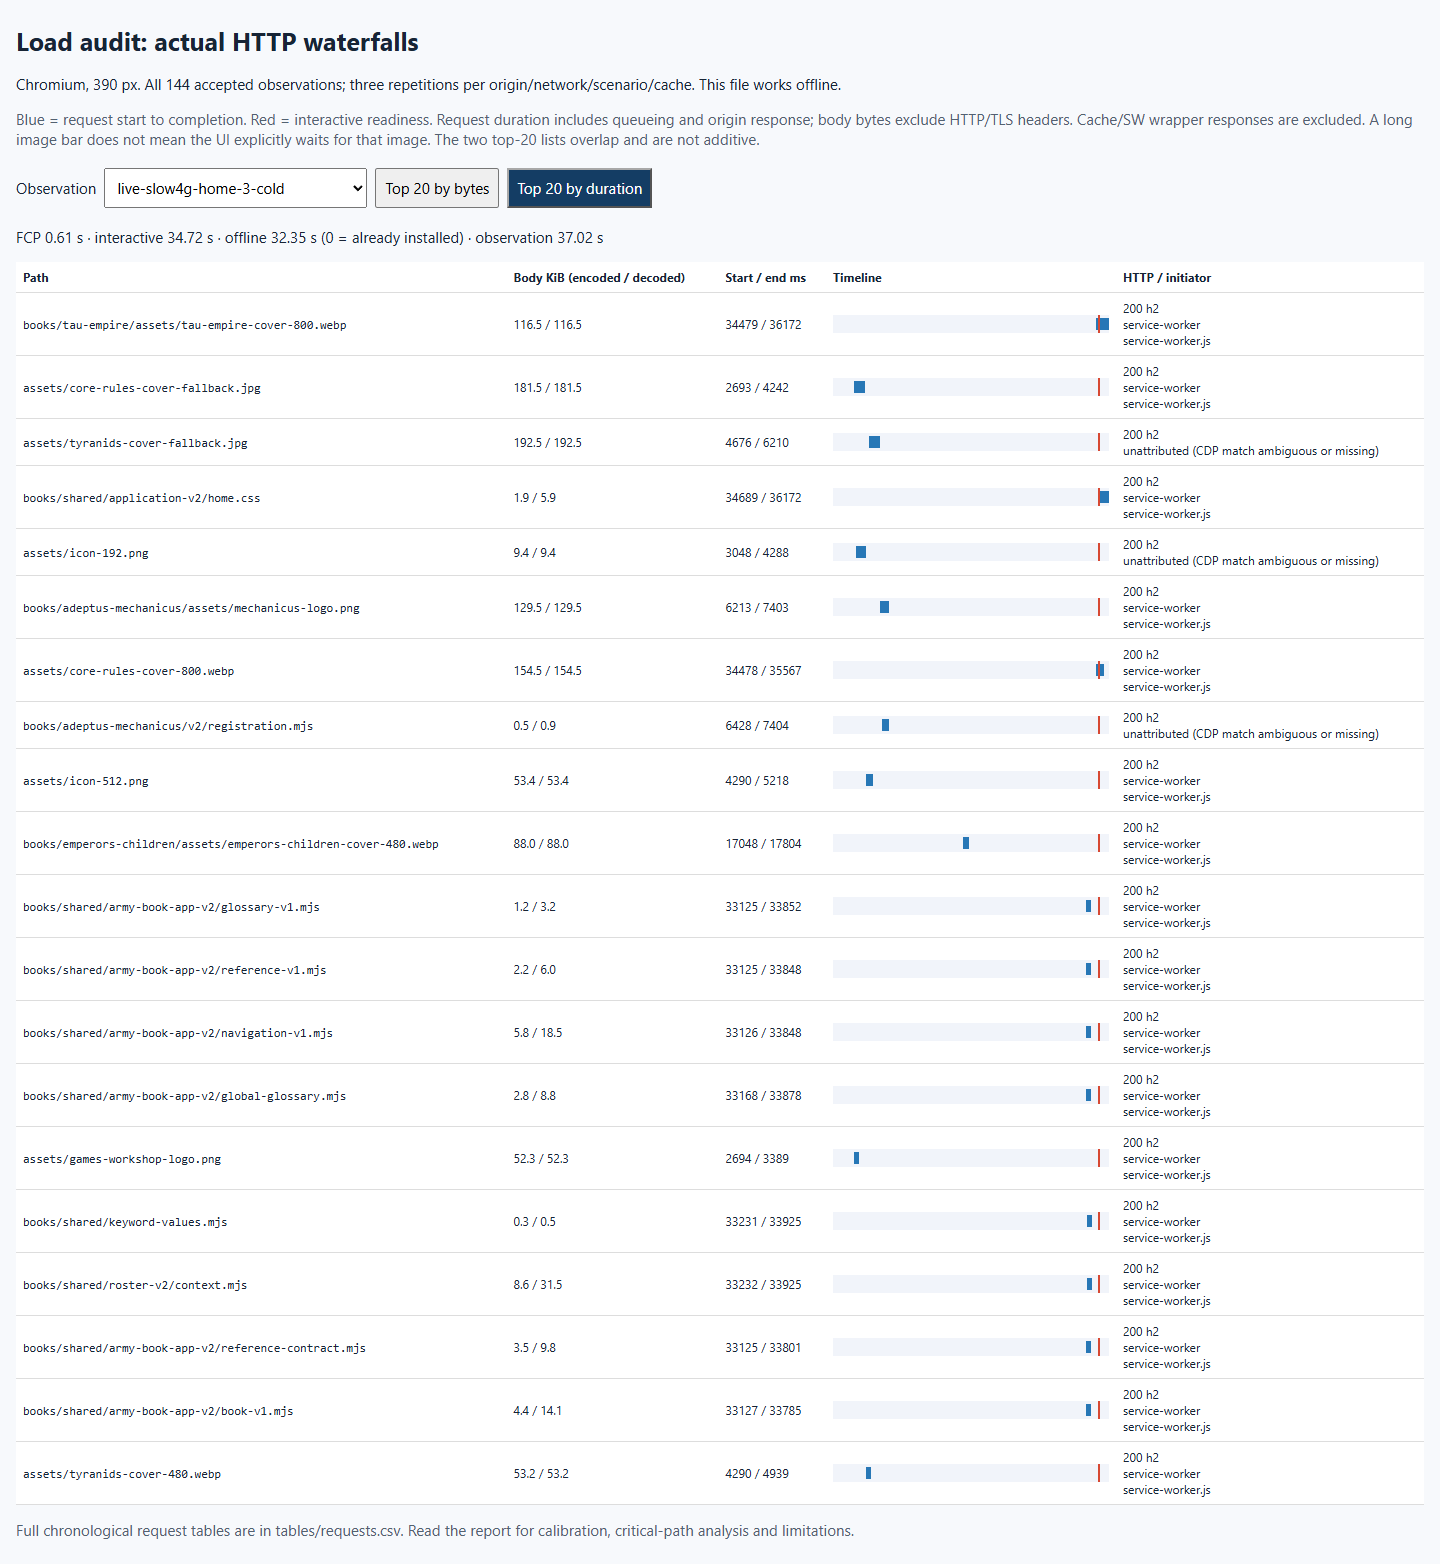 Load audit: actual HTTP waterfalls
Chromium, 390 px. All 144 accepted observations; three repetitions per origin/network/scenario/cache. This file works offline.
Blue = request start to completion. Red = interactive readiness. Request duration includes queueing and origin response; body bytes exclude HTTP/TLS headers. Cache/SW wrapper responses are excluded. A long
image bar does not mean the UI explicitly waits for that image. The two top-20 lists overlap and are not additive.
Observation live-slow4g-home-3-cold Top 20 by bytes Top 20 by duration
FCP 0.61 s · interactive 34.72 s · offline 32.35 s (0 = already installed) · observation 37.02 s
Path Body KiB (encoded / decoded) Start / end ms Timeline HTTP / initiator
books/tau-empire/assets/tau-empire-cover-800.webp 116.5 / 116.5 34479 / 36172 200 h2
service-worker
service-worker.js
assets/core-rules-cover-fallback.jpg 181.5 / 181.5 2693 / 4242 200 h2
service-worker
service-worker.js
assets/tyranids-cover-fallback.jpg 192.5 / 192.5 4676 / 6210 200 h2
unattributed (CDP match ambiguous or missing)
books/shared/application-v2/home.css 1.9 / 5.9 34689 / 36172 200 h2
service-worker
service-worker.js
assets/icon-192.png 9.4 / 9.4 3048 / 4288 200 h2
unattributed (CDP match ambiguous or missing)
books/adeptus-mechanicus/assets/mechanicus-logo.png 129.5 / 129.5 6213 / 7403 200 h2
service-worker
service-worker.js
assets/core-rules-cover-800.webp 154.5 / 154.5 34478 / 35567 200 h2
service-worker
service-worker.js
books/adeptus-mechanicus/v2/registration.mjs 0.5 / 0.9 6428 / 7404 200 h2
unattributed (CDP match ambiguous or missing)
assets/icon-512.png 53.4 / 53.4 4290 / 5218 200 h2
service-worker
service-worker.js
books/emperors-children/assets/emperors-children-cover-480.webp 88.0 / 88.0 17048 / 17804 200 h2
service-worker
service-worker.js
books/shared/army-book-app-v2/glossary-v1.mjs 1.2 / 3.2 33125 / 33852 200 h2
service-worker
service-worker.js
books/shared/army-book-app-v2/reference-v1.mjs 2.2 / 6.0 33125 / 33848 200 h2
service-worker
service-worker.js
books/shared/army-book-app-v2/navigation-v1.mjs 5.8 / 18.5 33126 / 33848 200 h2
service-worker
service-worker.js
books/shared/army-book-app-v2/global-glossary.mjs 2.8 / 8.8 33168 / 33878 200 h2
service-worker
service-worker.js
assets/games-workshop-logo.png 52.3 / 52.3 2694 / 3389 200 h2
service-worker
service-worker.js
books/shared/keyword-values.mjs 0.3 / 0.5 33231 / 33925 200 h2
service-worker
service-worker.js
books/shared/roster-v2/context.mjs 8.6 / 31.5 33232 / 33925 200 h2
service-worker
service-worker.js
books/shared/army-book-app-v2/reference-contract.mjs 3.5 / 9.8 33125 / 33801 200 h2
service-worker
service-worker.js
books/shared/army-book-app-v2/book-v1.mjs 4.4 / 14.1 33127 / 33785 200 h2
service-worker
service-worker.js
assets/tyranids-cover-480.webp 53.2 / 53.2 4290 / 4939 200 h2
service-worker
service-worker.js
Full chronological request tables are in tables/requests.csv. Read the report for calibration, critical-path analysis and limitations.